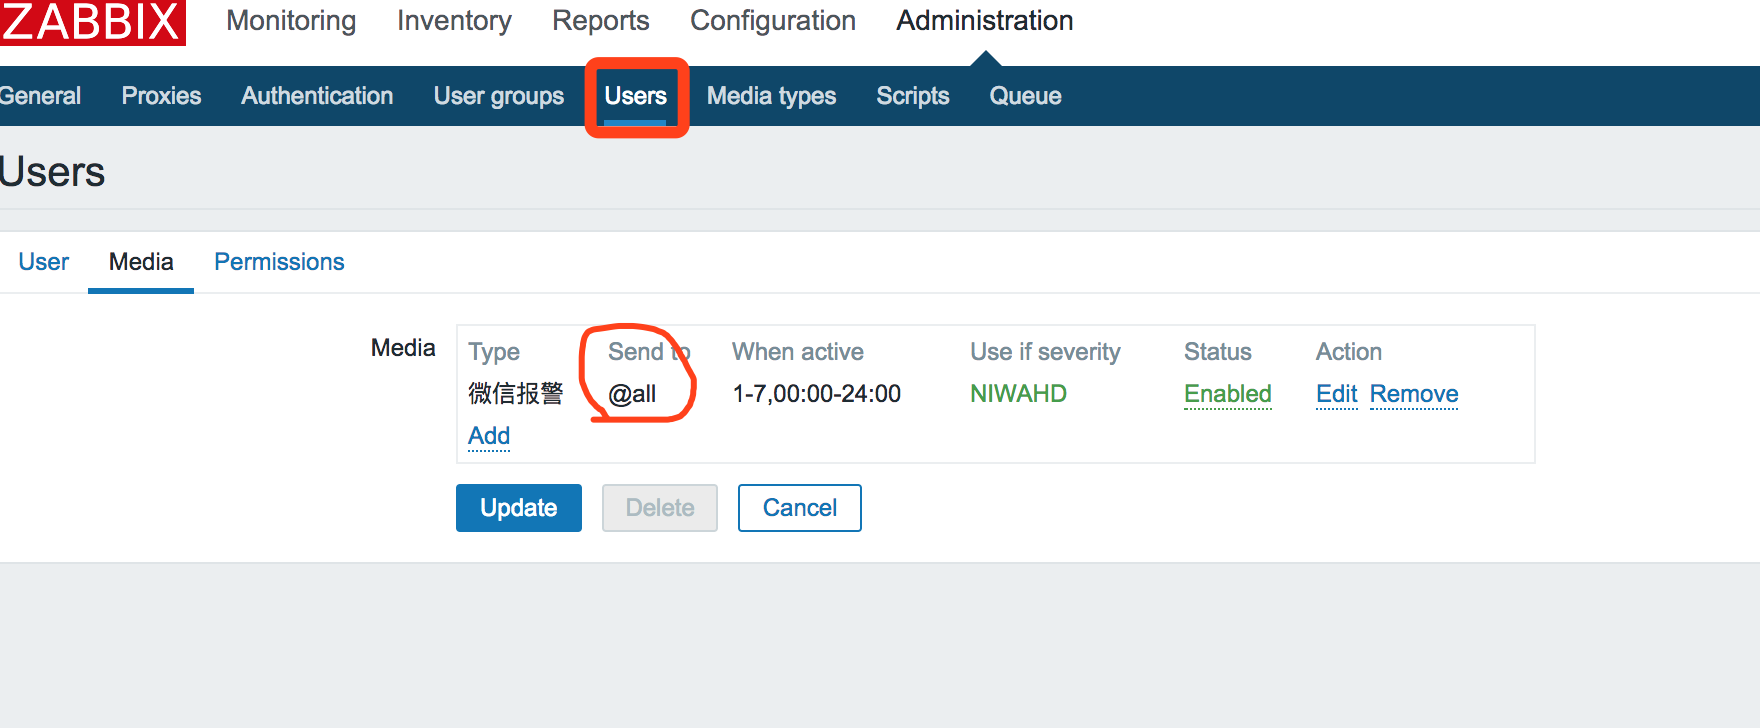 ZABBIX Monitoring Inventory Reports Configuration Administration
General Proxies Authentication User groups Users Media types Scripts Queue
Users
User Media Permissions
Media Type Send to When active Use if severity Status Action
微信报警 @all 1-7,00:00-24:00 NIWAHD Enabled Edit Remove
Add
Update Delete Cancel